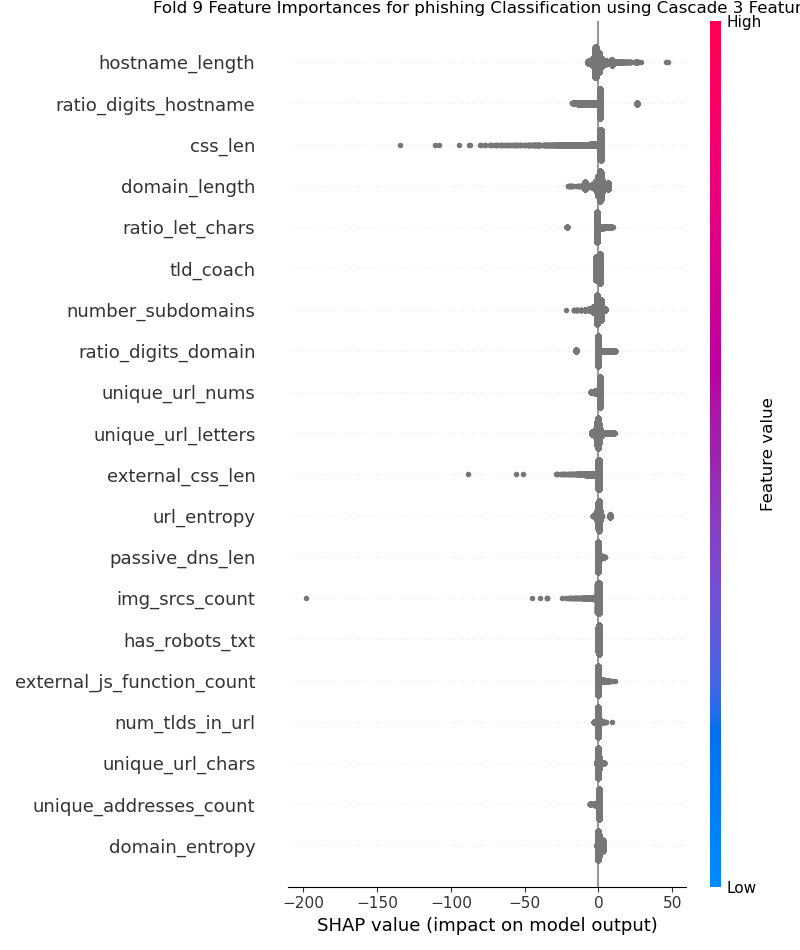 Fold 9 Feature Importances for phishing Classification using Cascade 3 Featur
High
hostname_length
ratio_digits_hostname
css_len
domain_length
ratio_let_chars
tld_coach
number_subdomains
ratio_digits_domain
unique_url_nums
unique_url_letters
external_css_len
url_entropy
passive_dns_len
img_srcs_count
has_robots_txt
external_js_function_count
num_tlds_in_url
unique_url_chars
unique_addresses_count
domain_entropy
Feature value
Low
−200 −150 −100 −50 0 50
SHAP value (impact on model output)